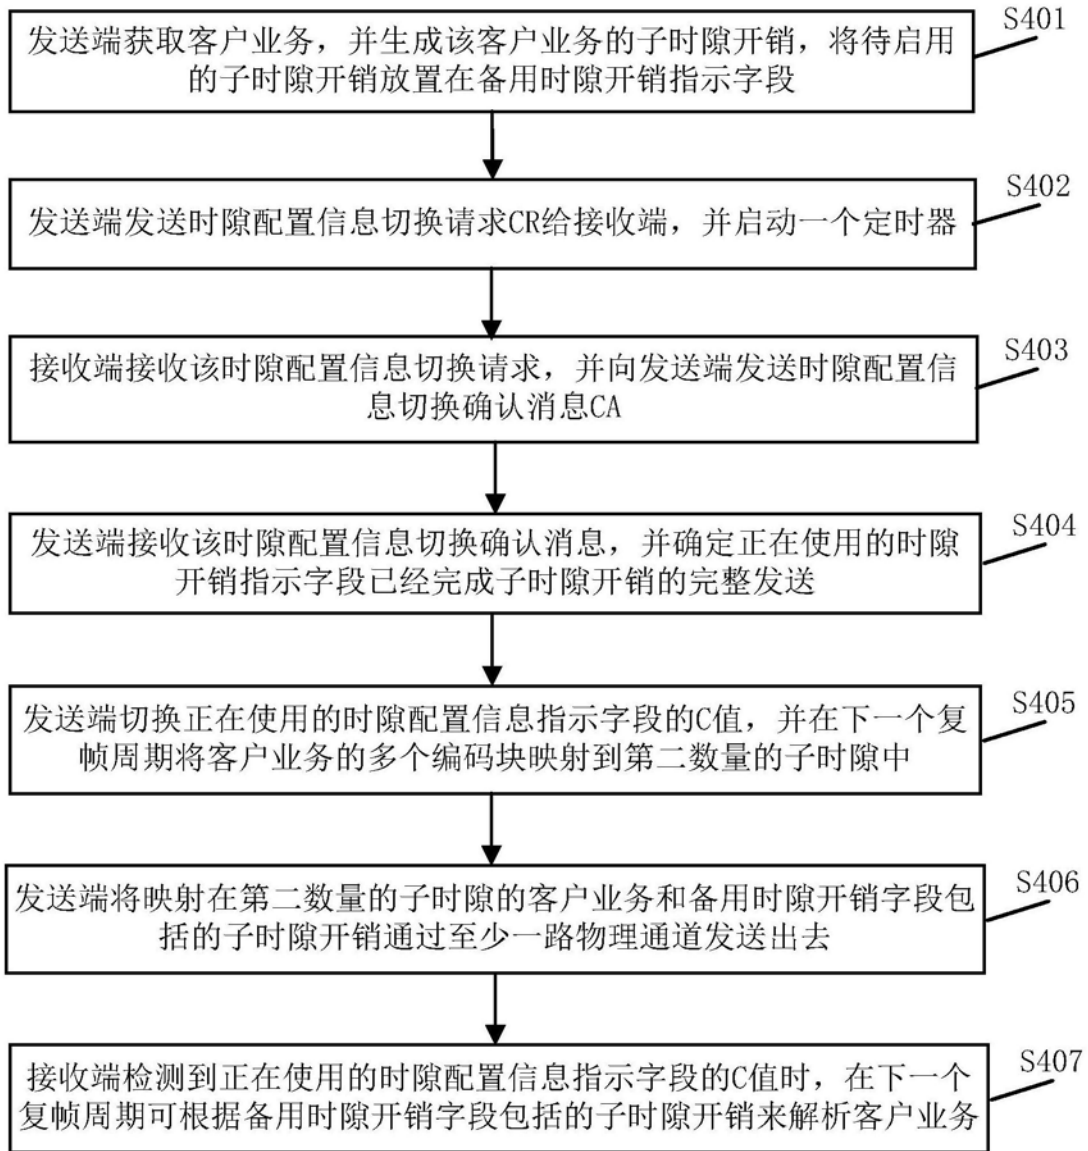 S401
发送端获取客户业务，并生成该客户业务的子时隙开销，将待启用
的子时隙开销放置在备用时隙开销指示字段
S402
发送端发送时隙配置信息切换请求CR给接收端，并启动一个定时器
S403
接收端接收该时隙配置信息切换请求，并向发送端发送时隙配置信
息切换确认消息CA
S404
发送端接收该时隙配置信息切换确认消息，并确定正在使用的时隙
开销指示字段已经完成子时隙开销的完整发送
S405
发送端切换正在使用的时隙配置信息指示字段的C值，并在下一个复
帧周期将客户业务的多个编码块映射到第二数量的子时隙中
S406
发送端将映射在第二数量的子时隙的客户业务和备用时隙开销字段包
括的子时隙开销通过至少一路物理通道发送出去
S407
接收端检测到正在使用的时隙配置信息指示字段的C值时，在下一个
复帧周期可根据备用时隙开销字段包括的子时隙开销来解析客户业务